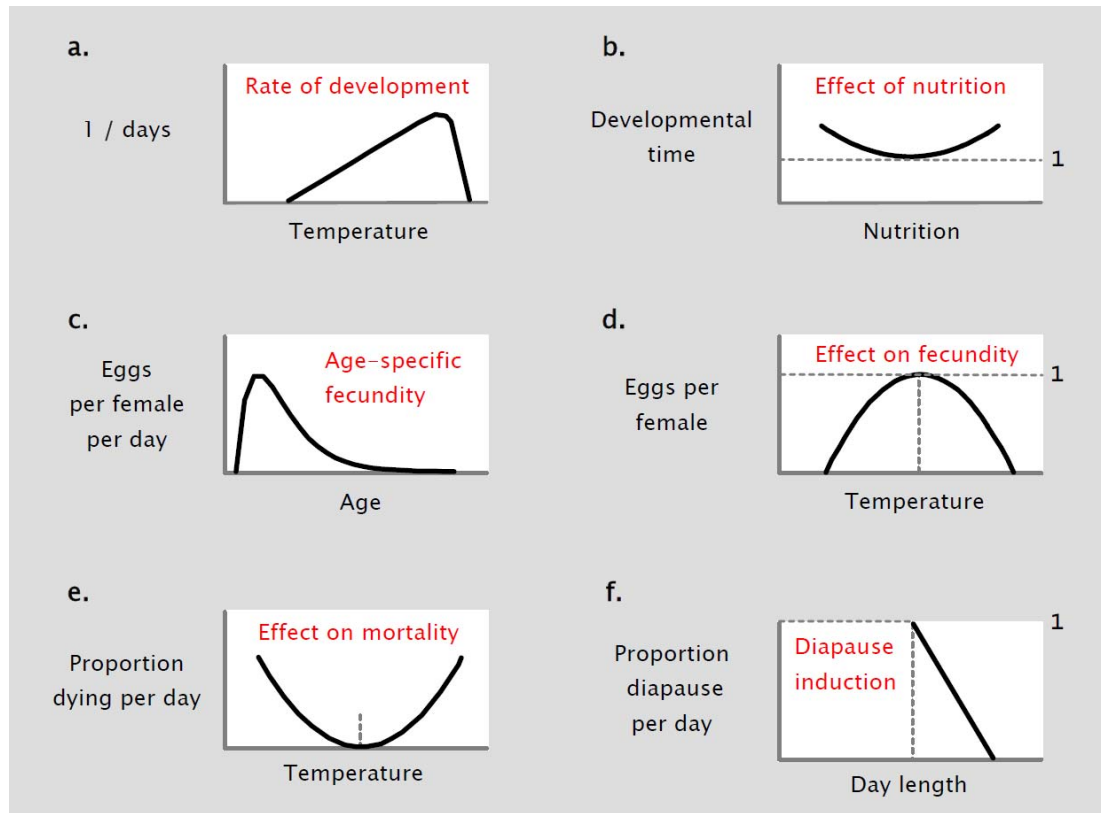 a.
Rate of development
1 / days
Temperature
b.
Effect of nutrition
Developmental
time
1
Nutrition
c.
Age-specific
fecundity
Eggs
per female
per day
Age
d.
Effect on fecundity
1
Eggs per
female
Temperature
e.
Effect on mortality
Proportion
dying per day
Temperature
f.
1
Diapause
induction
Proportion
diapause
per day
Day length